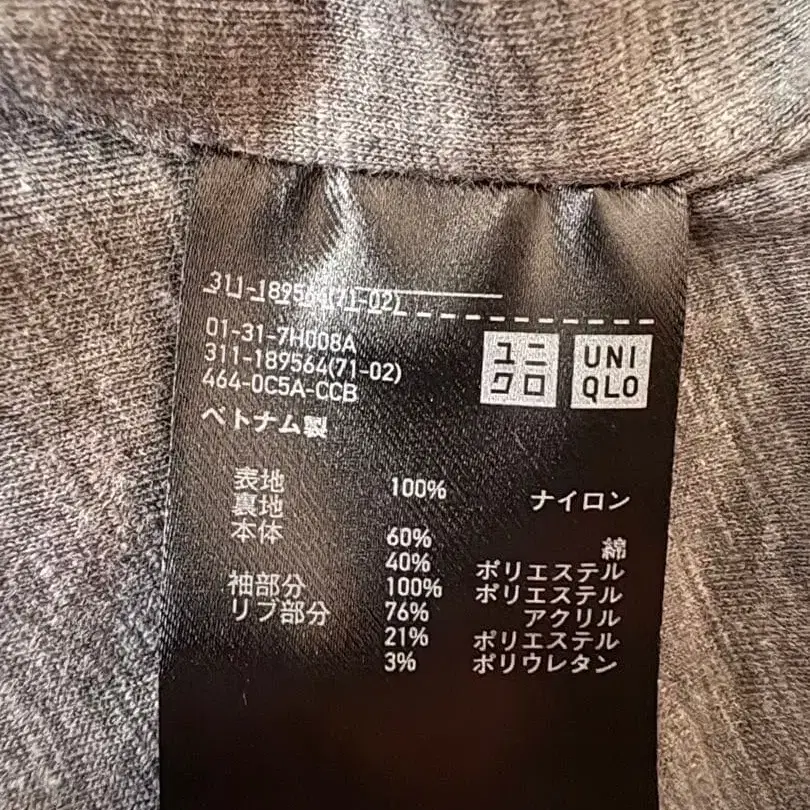 311-189564(71-02)
01-31-7H008A
311-189564(71-02)
464-0C5A-CCB
ベトナム製
ユニ
クロ
UNI
QLO
表地 100% ナイロン
裏地
本体 60% 綿
40% ポリエステル
袖部分 100% ポリエステル
リブ部分 76% アクリル
21% ポリエステル
3% ポリウレタン